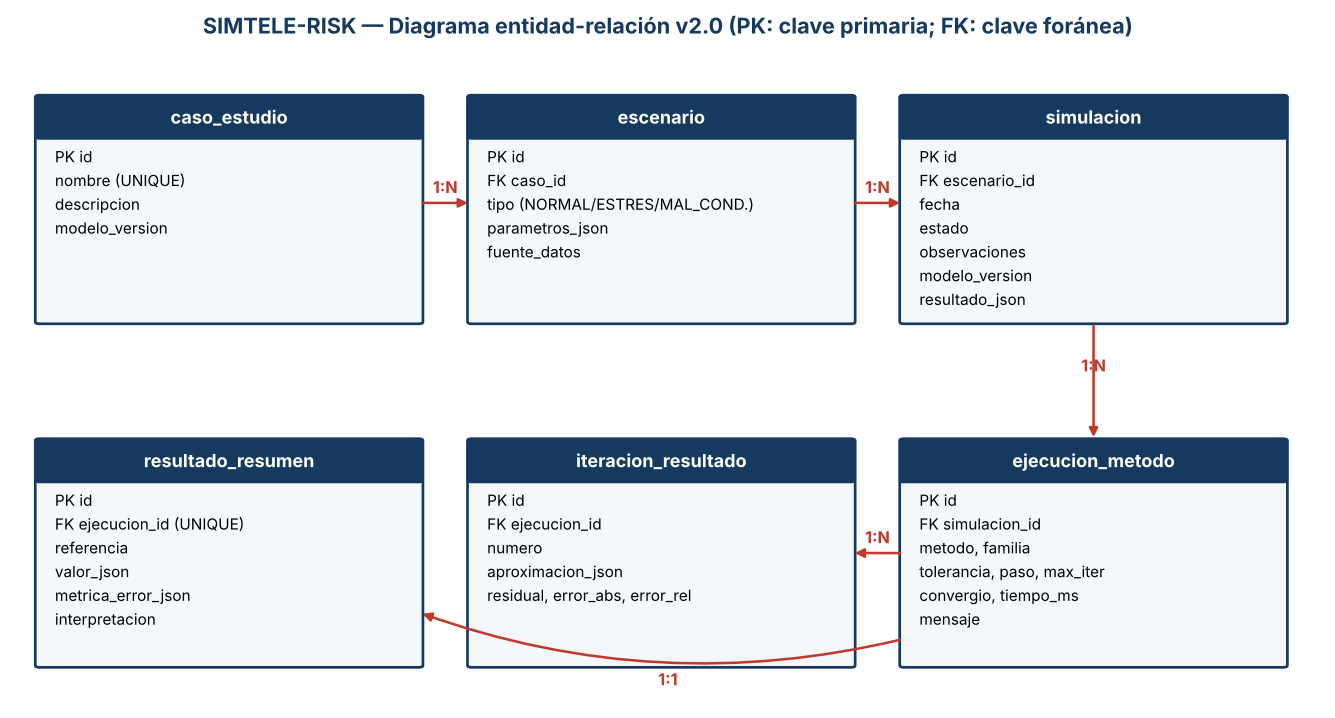 SIMTELE-RISK — Diagrama entidad-relación v2.0 (PK: clave primaria; FK: clave foránea)
caso_estudio
PK id
nombre (UNIQUE)
descripcion
modelo_version
1:N
escenario
PK id
FK caso_id
tipo (NORMAL/ESTRES/MAL_COND.)
parametros_json
fuente_datos
1:N
simulacion
PK id
FK escenario_id
fecha
estado
observaciones
modelo_version
resultado_json
1:N
resultado_resumen
PK id
FK ejecucion_id (UNIQUE)
referencia
valor_json
metrica_error_json
interpretacion
iteracion_resultado
PK id
FK ejecucion_id
numero
aproximacion_json
residual, error_abs, error_rel
1:N
ejecucion_metodo
PK id
FK simulacion_id
metodo, familia
tolerancia, paso, max_iter
convergio, tiempo_ms
mensaje
1:1